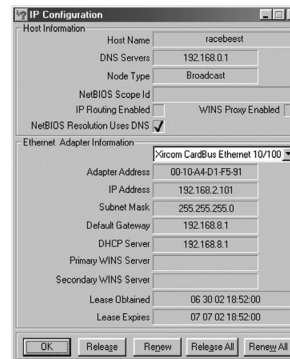 IP Configuration
Host Information
Host Name racebeest
DNS Servers 192.168.0.1
Node Type Broadcast
NetBIOS Scope Id
IP Routing Enabled WINS Proxy Enabled
NetBIOS Resolution Uses DNS
Ethernet Adapter Information
Xircom CardBus Ethernet 10/100
Adapter Address 00-10-A4-D1-F5-91
IP Address 192.168.2.101
Subnet Mask 255.255.255.0
Default Gateway 192.168.8.1
DHCP Server 192.168.8.1
Primary WINS Server
Secondary WINS Server
Lease Obtained 06 30 02 18:52:00
Lease Expires 07 07 02 18:52:00
OK Release Renew Release All Renew All